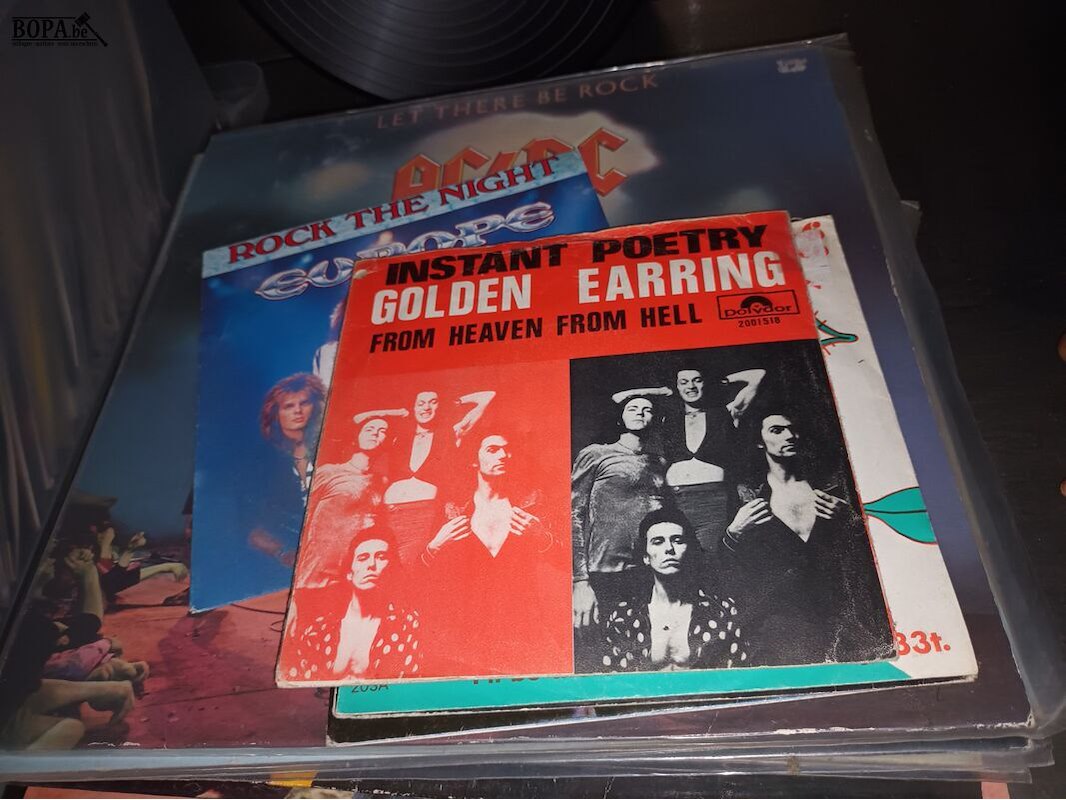 BOPA.be
LET THERE BE ROCK
AC/DC
ROCK THE NIGHT
EUROPE
INSTANT POETRY
GOLDEN EARRING
FROM HEAVEN FROM HELL
Polydor
2001518
33t.
203A